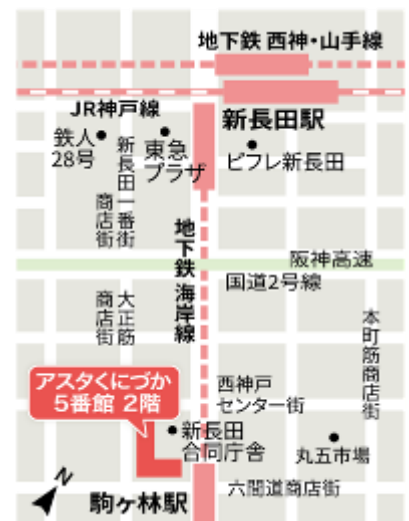 地下鉄 西神・山手線
JR神戸線
新長田駅
鉄人
28号
新長田一番街
商店街
東急
プラザ
ピフレ新長田
地下鉄 海岸線
阪神高速
国道2号線
大正筋
商店街
本町筋商店街
アスタくにづか
5番館 2階
西神戸
センター街
新長田
合同庁舎
丸五市場
六間道商店街
N
駒ヶ林駅